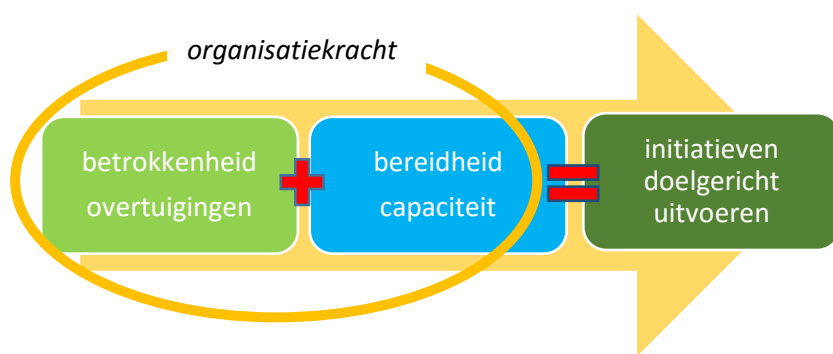 organisatiekracht
betrokkenheid
overtuigingen
+
bereidheid
capaciteit
=
initiatieven
doelgericht
uitvoeren